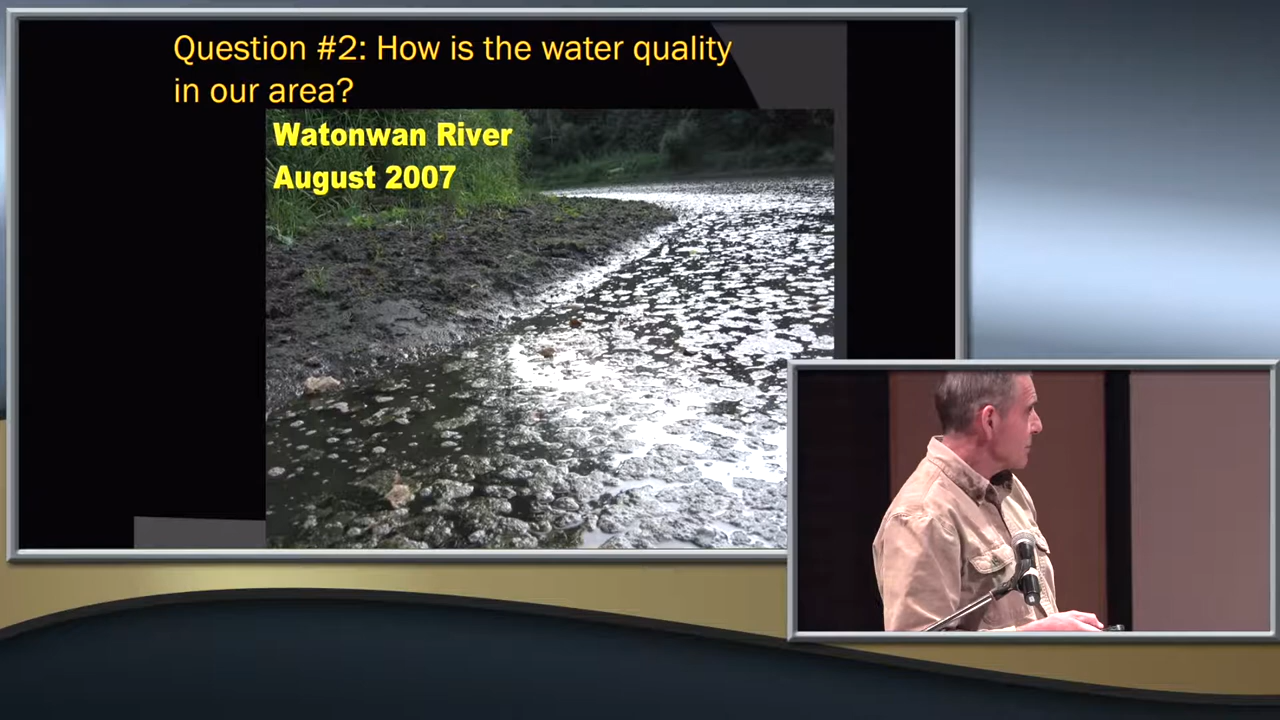 Question #2: How is the water quality
in our area?
Watonwan River
August 2007